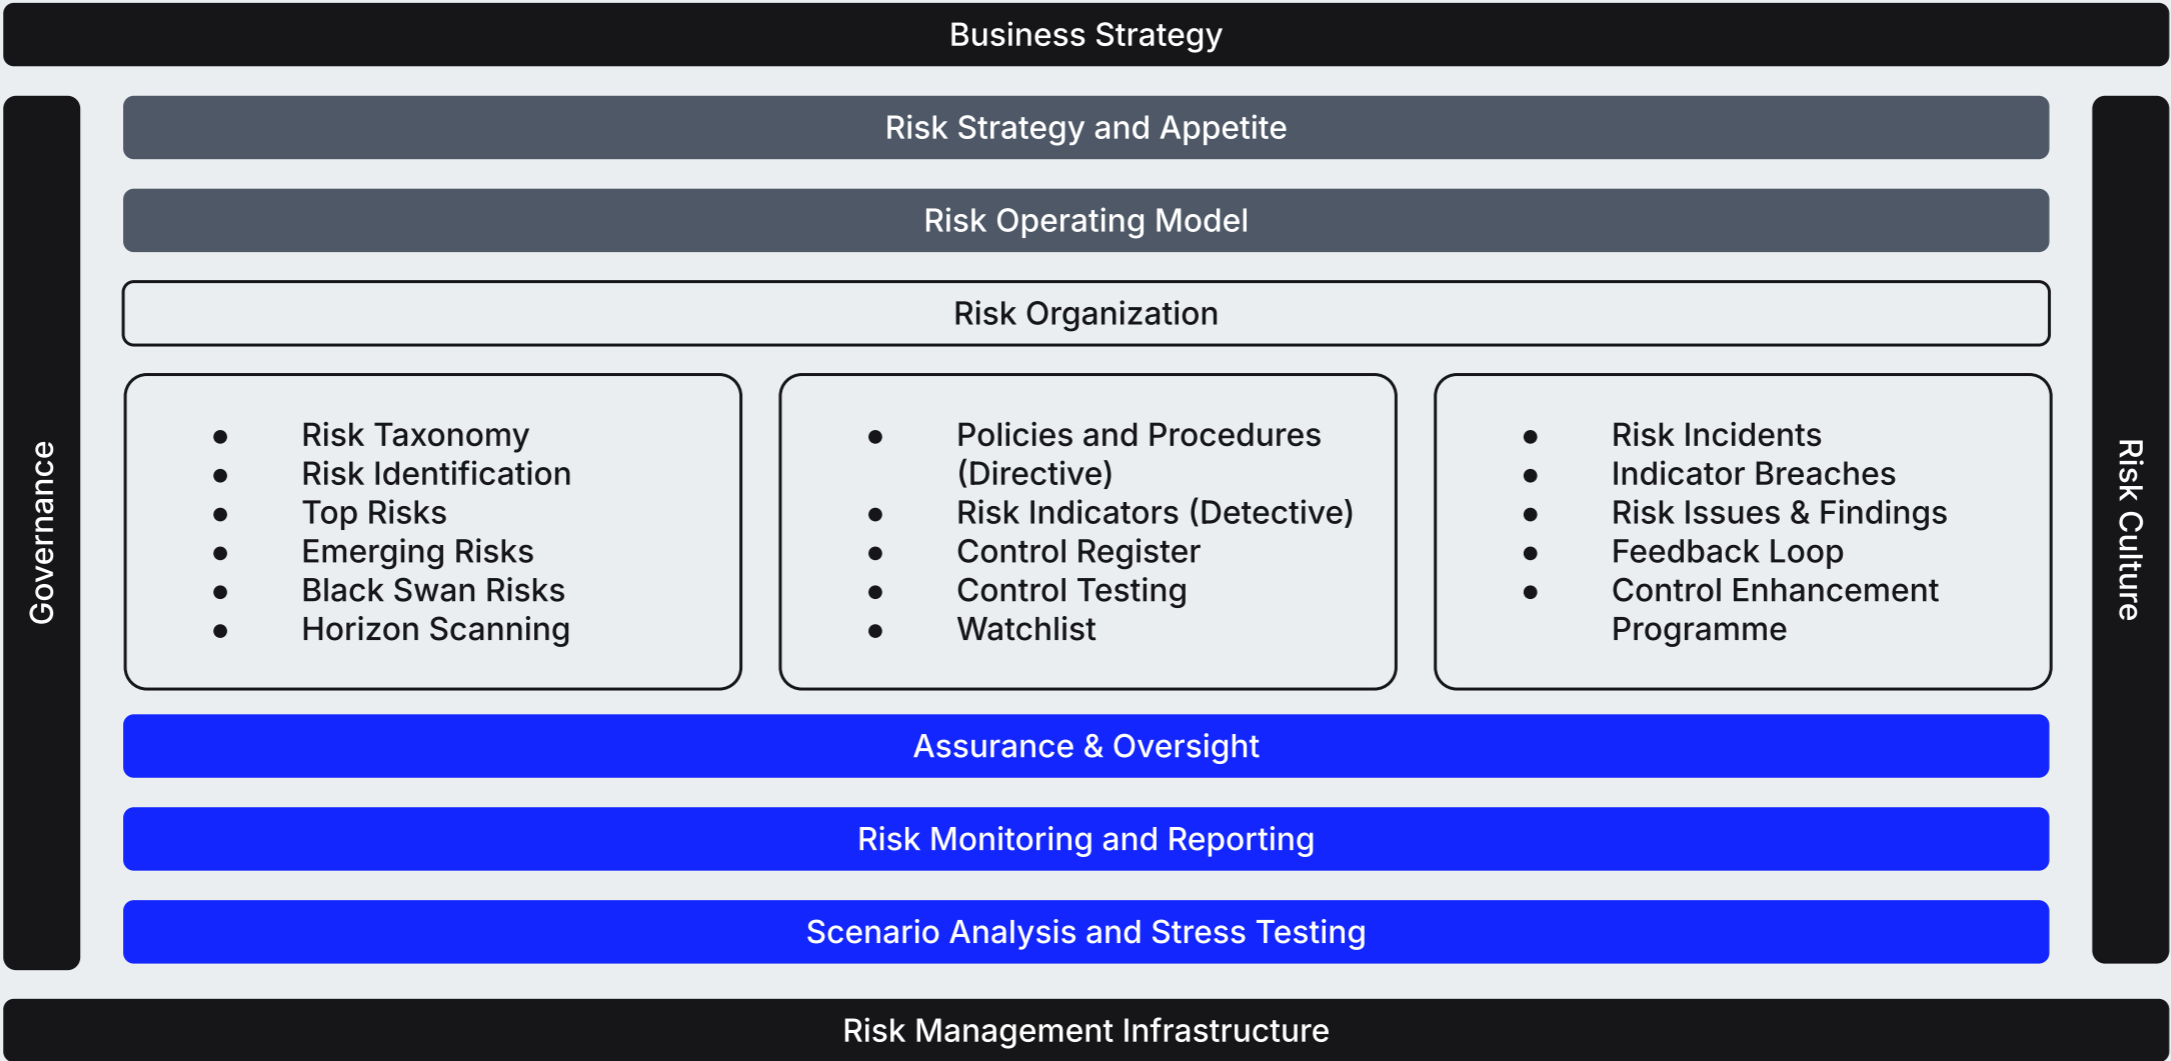 Business Strategy
Governance
Risk Strategy and Appetite
Risk Operating Model
Risk Organization
● Risk Taxonomy
● Risk Identification
● Top Risks
● Emerging Risks
● Black Swan Risks
● Horizon Scanning
● Policies and Procedures
(Directive)
● Risk Indicators (Detective)
● Control Register
● Control Testing
● Watchlist
● Risk Incidents
● Indicator Breaches
● Risk Issues & Findings
● Feedback Loop
● Control Enhancement
Programme
Assurance & Oversight
Risk Monitoring and Reporting
Scenario Analysis and Stress Testing
Risk Culture
Risk Management Infrastructure